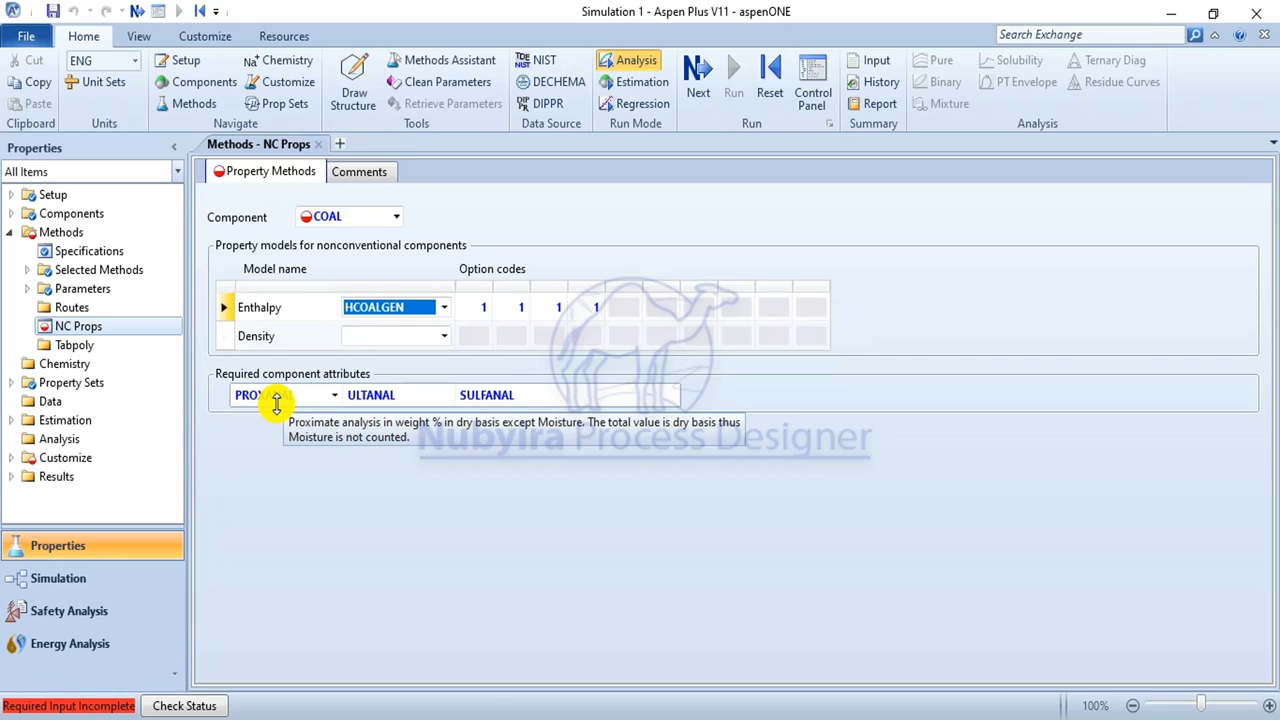 Simulation 1 - Aspen Plus V11 - aspenONE
File Home View Customize Resources Search Exchange
Cut ENG Setup Chemistry Methods Assistant NIST Analysis Input Pure Solubility Ternary Diag
Copy Unit Sets Components Customize Clean Parameters DECHEMA Estimation History Binary PT Envelope Residue Curves
Paste Methods Prop Sets Draw Structure Retrieve Parameters DIPPR Regression Next Run Reset Control Panel Report Mixture
Clipboard Units Navigate Tools Data Source Run Mode Run Summary Analysis
Properties
All Items
Setup
Components
Methods
Specifications
Selected Methods
Parameters
Routes
NC Props
Tabpoly
Chemistry
Property Sets
Data
Estimation
Analysis
Customize
Results
Properties
Simulation
Safety Analysis
Energy Analysis
Methods - NC Props
Property Methods Comments
Component COAL
Property models for nonconventional components
Model name Option codes
Enthalpy HCOALGEN 1 1 1 1
Density
Required component attributes
ULTANAL SULFANAL
Proximate analysis in weight % in dry basis except Moisture. The total value is dry basis thus
Moisture is not counted.
Nubyira Process Designer
Required Input Incomplete Check Status 100%